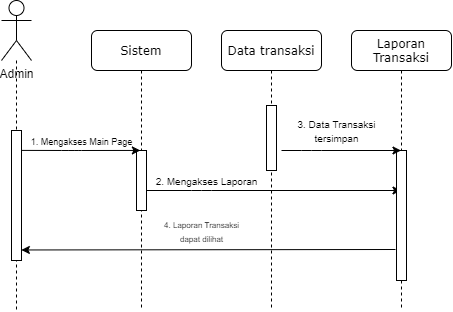 Admin
Sistem
Data transaksi
Laporan
Transaksi
1. Mengakses Main Page
3. Data Transaksi
tersimpan
2. Mengakses Laporan
4. Laporan Transaksi
dapat dilihat